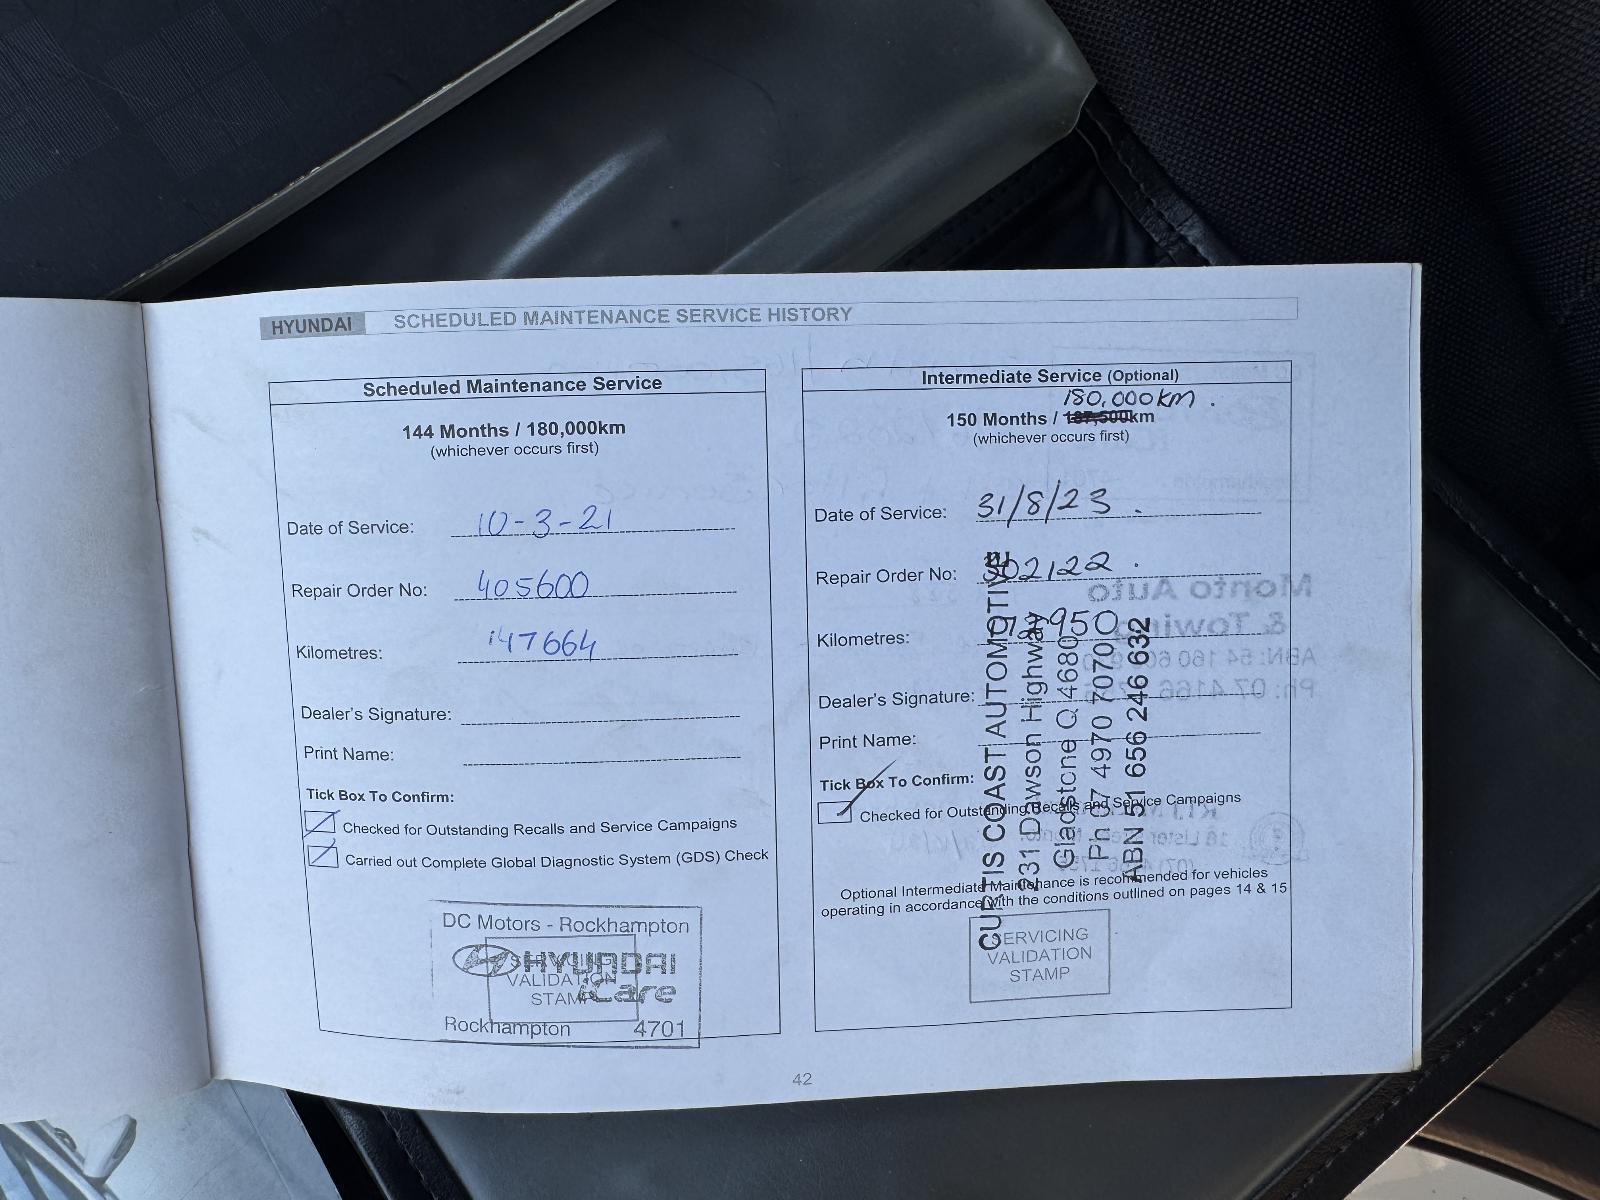 HYUNDAI SCHEDULED MAINTENANCE SERVICE HISTORY
Scheduled Maintenance Service
144 Months / 180,000km
(whichever occurs first)
Date of Service: 10-3-21
Repair Order No: 405600
Kilometres: 147664
Dealer's Signature:
Print Name:
Tick Box To Confirm:
Checked for Outstanding Recalls and Service Campaigns
Carried out Complete Global Diagnostic System (GDS) Check
DC Motors - Rockhampton
HYUNDAI
iCare
SERVICING
VALIDATION
STAMP
Rockhampton 4701
Intermediate Service (Optional)
180,000km.
150 Months / 187,500km
(whichever occurs first)
Date of Service: 31/8/23.
Repair Order No: 302122.
Kilometres:
Dealer's Signature:
Print Name:
Tick Box To Confirm:
Checked for Outstanding Recalls and Service Campaigns
Optional Intermediate Maintenance is recommended for vehicles
operating in accordance with the conditions outlined on pages 14 & 15
SERVICING
VALIDATION
STAMP
CURTIS COAST AUTOMOTIVE
231 Dawson Highway
Gladstone Q 4680
Ph 07 4970 7070
ABN 51 656 246 632
Monto Auto
& Towing
42